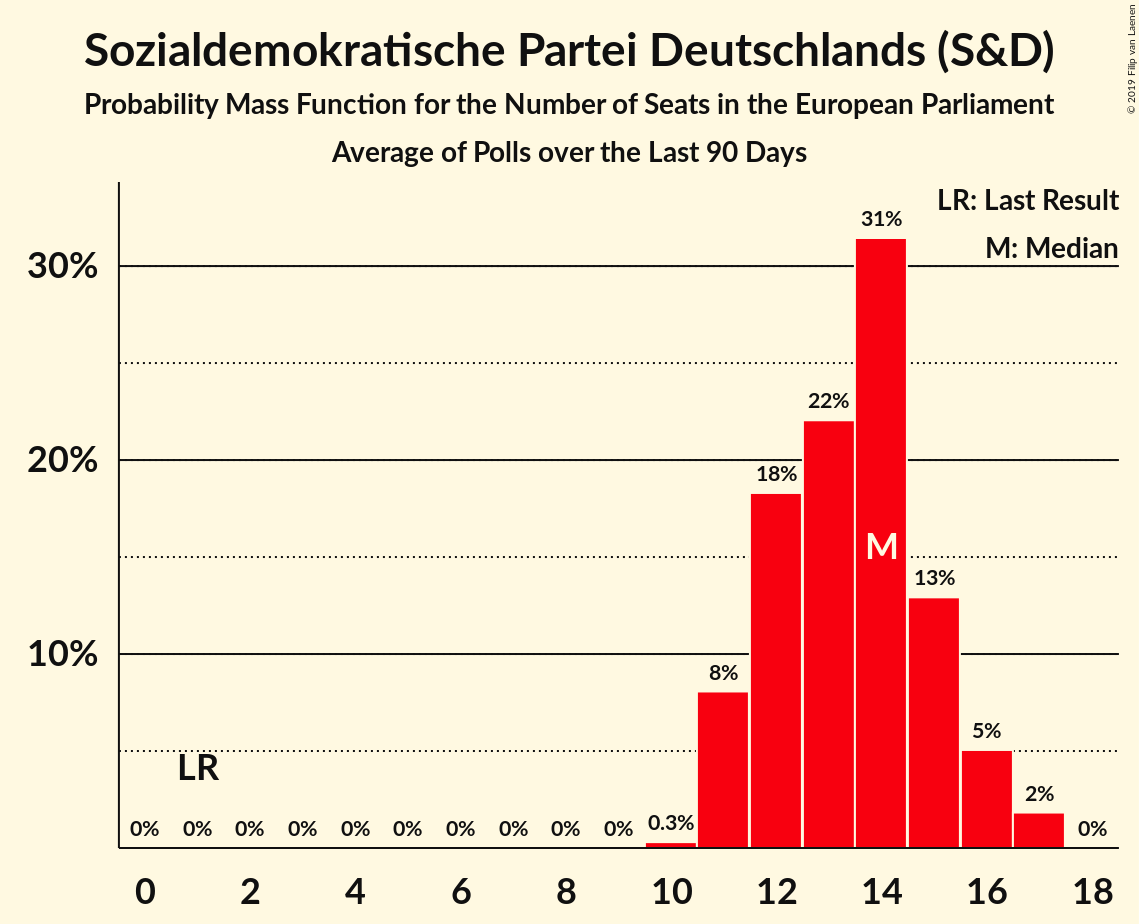 Sozialdemokratische Partei Deutschlands (S&D)
Probability Mass Function for the Number of Seats in the European Parliament
Average of Polls over the Last 90 Days
© 2019 Filip van Laenen
LR: Last Result
M: Median
30%
20%
10%
31%
22%
18%
M
13%
8%
5%
LR
2%
0% 0% 0% 0% 0% 0% 0% 0% 0% 0% 0.3% 0%
0 2 4 6 8 10 12 14 16 18